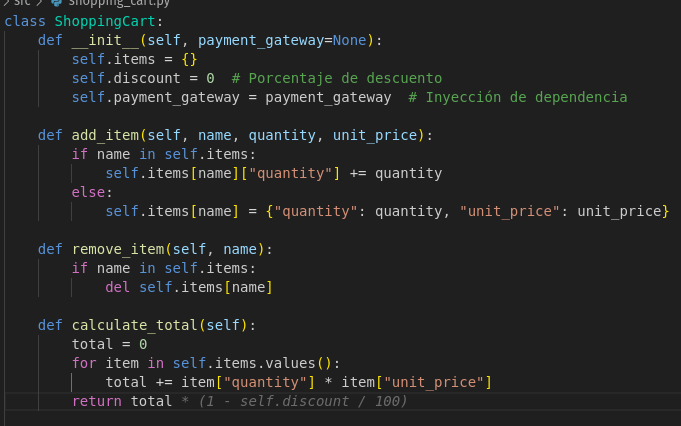 src > shopping_cart.py
class ShoppingCart:
    def __init__(self, payment_gateway=None):
        self.items = {}
        self.discount = 0  # Porcentaje de descuento
        self.payment_gateway = payment_gateway  # Inyección de dependencia

    def add_item(self, name, quantity, unit_price):
        if name in self.items:
            self.items[name]["quantity"] += quantity
        else:
            self.items[name] = {"quantity": quantity, "unit_price": unit_price}

    def remove_item(self, name):
        if name in self.items:
            del self.items[name]

    def calculate_total(self):
        total = 0
        for item in self.items.values():
            total += item["quantity"] * item["unit_price"]
        return total * (1 - self.discount / 100)